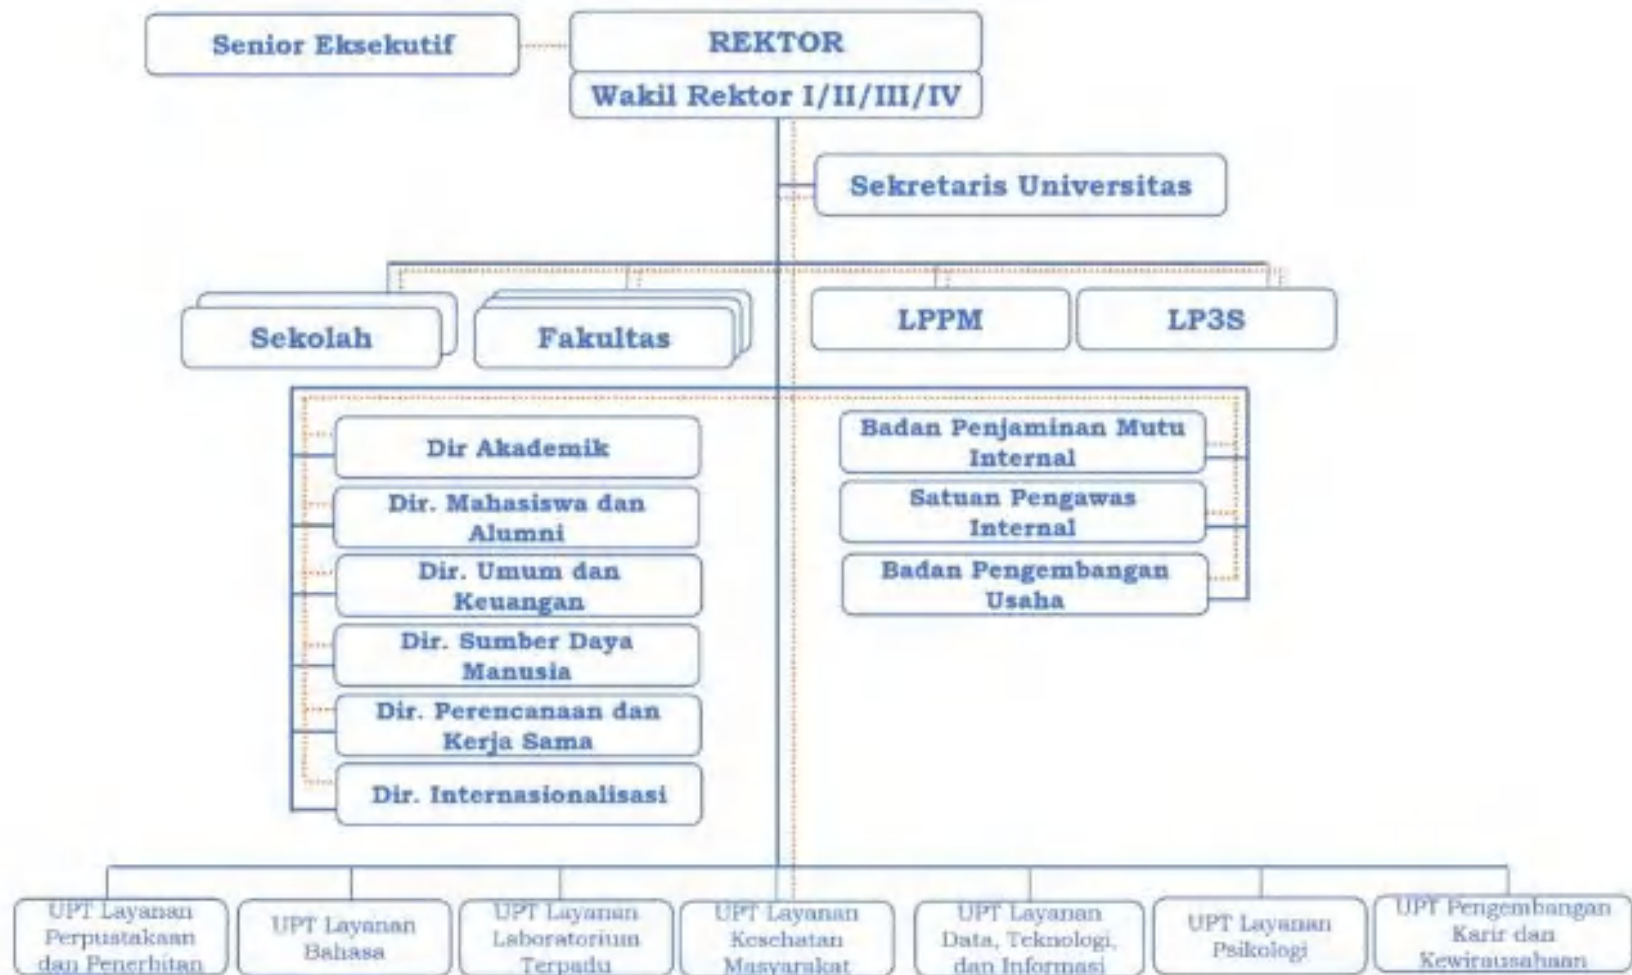 Senior Eksekutif
REKTOR
Wakil Rektor I/II/III/IV
Sekretaris Universitas
Sekolah
Fakultas
LPPM
LP3S
Dir Akademik
Dir. Mahasiswa dan
Alumni
Dir. Umum dan
Keuangan
Dir. Sumber Daya
Manusia
Dir. Perencanaan dan
Kerja Sama
Dir. Internasionalisasi
Badan Penjaminan Mutu
Internal
Satuan Pengawas
Internal
Badan Pengembangan
Usaha
UPT Layanan
Perpustakaan
dan Penerbitan
UPT Layanan
Bahasa
UPT Layanan
Laboratorium
Terpadu
UPT Layanan
Kesehatan
Masyarakat
UPT Layanan
Data, Teknologi,
dan Informasi
UPT Layanan
Psikologi
UPT Pengembangan
Karir dan
Kewirausahaan